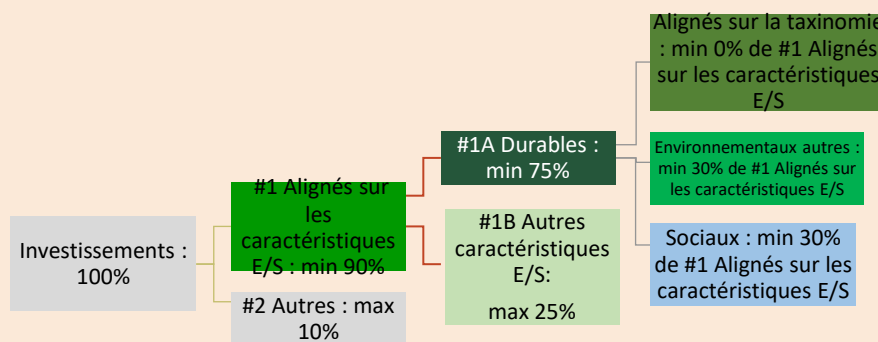 Investissements :
100%
#1 Alignés sur
les
caractéristiques
E/S : min 90%
#2 Autres : max
10%
#1A Durables :
min 75%
#1B Autres
caractéristiques
E/S:
max 25%
Alignés sur la taxinomie
: min 0% de #1 Alignés
sur les caractéristiques
E/S
Environnementaux autres :
min 30% de #1 Alignés sur
les caractéristiques E/S
Sociaux : min 30%
de #1 Alignés sur les
caractéristiques E/S